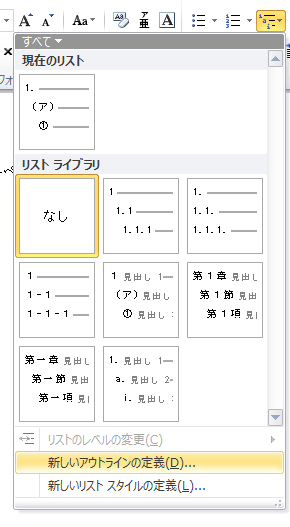 A A Aa ア 亜 A
すべて
現在のリスト
1.
(ア)
①
リスト ライブラリ
なし
1
1.1
1.1.1
1.
1.1.
1.1.1.
1
1-1
1-1-1
1 見出し 1
(ア) 見出し
① 見出し :
第 1 章 見出し
第 1 節 見出
第 1 項 見
第一章 見出し
第一節 見出
第一項 見
1. 見出し 1
a. 見出し 2
i. 見出し :
リストのレベルの変更(C)
新しいアウトラインの定義(D)...
新しいリスト スタイルの定義(L)...